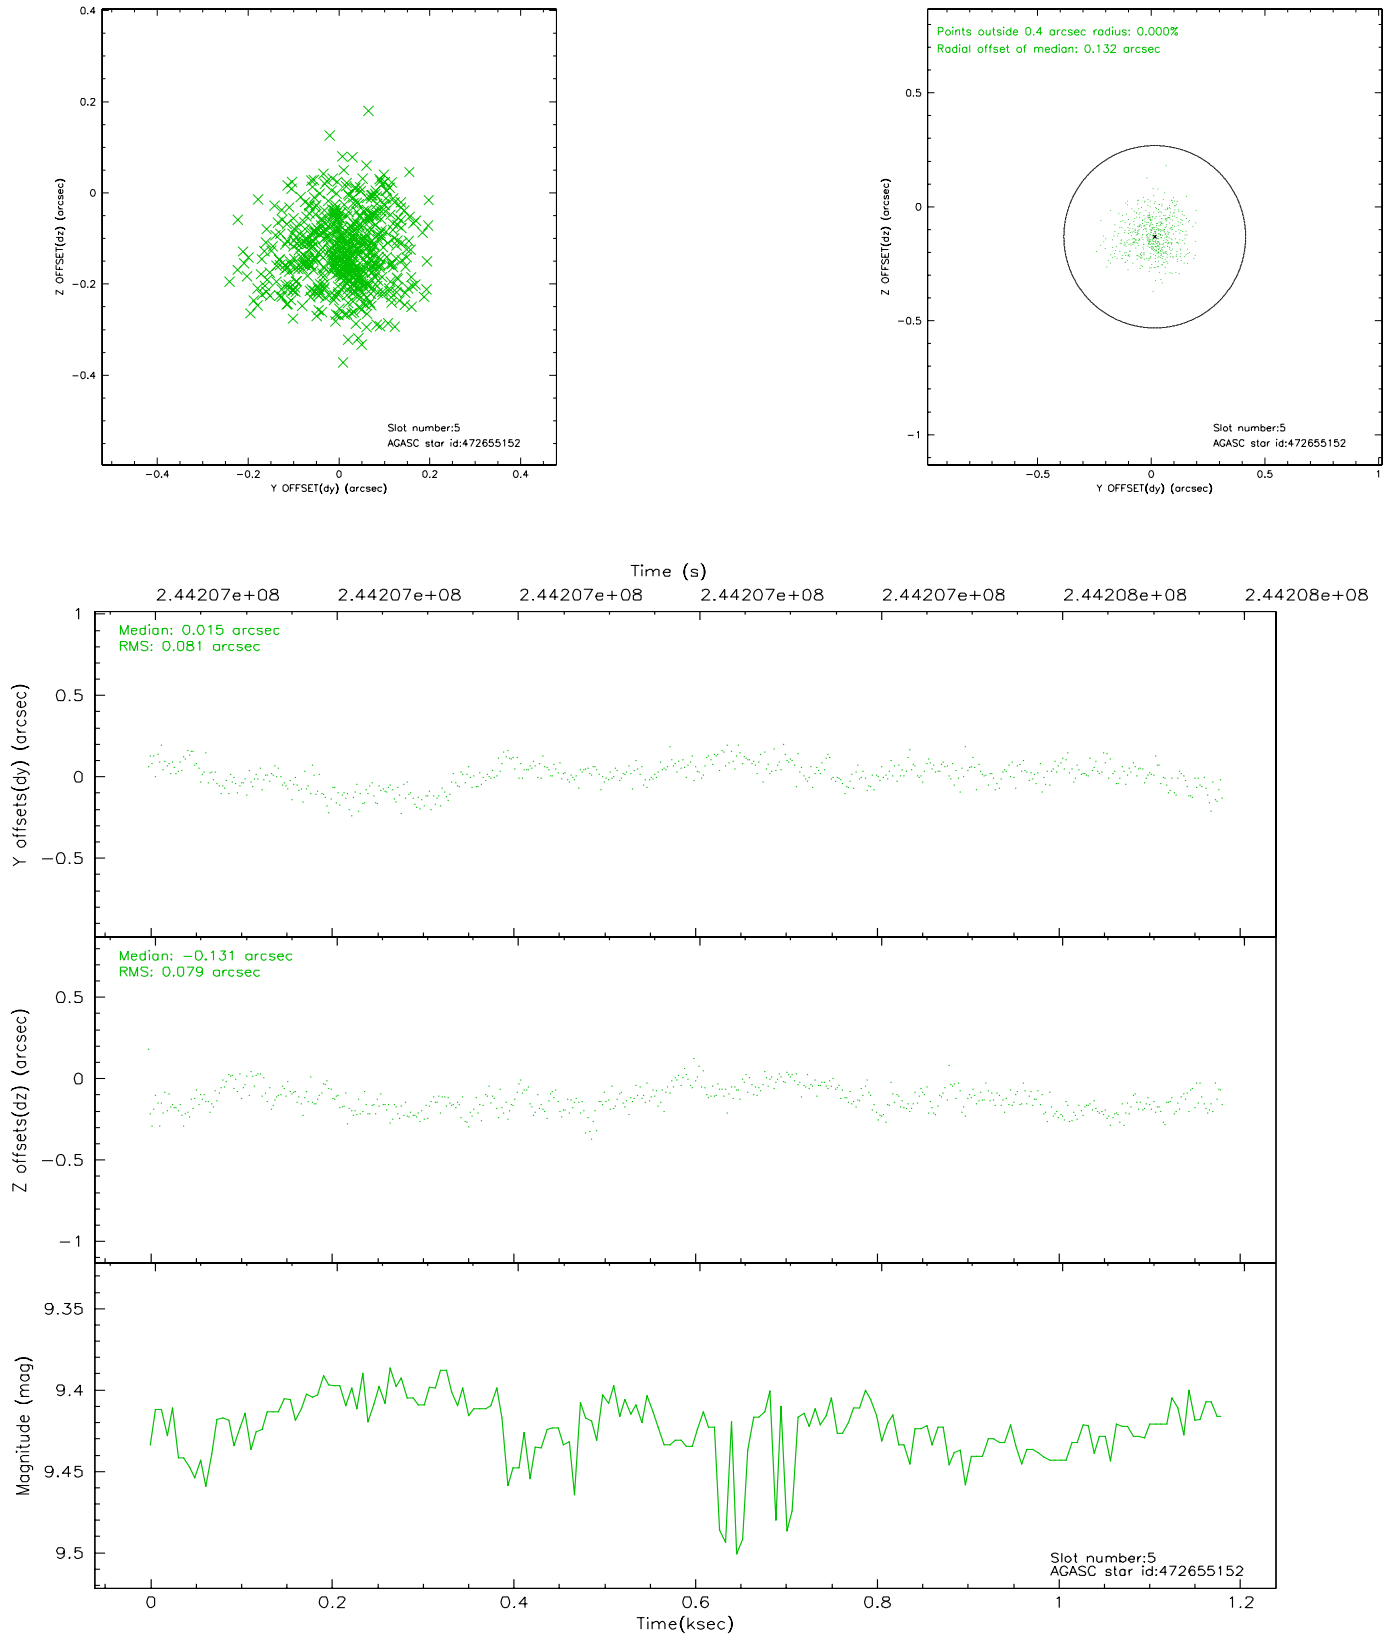 0.4
0.2
0
−0.2
−0.4
Z OFFSET(dz) (arcsec)
Slot number:5
AGASC star id:472655152
−0.4 −0.2 0 0.2 0.4
Y OFFSET(dy) (arcsec)
Points outside 0.4 arcsec radius: 0.000%
Radial offset of median: 0.132 arcsec
0.5
0
−0.5
−1
Z OFFSET(dz) (arcsec)
Slot number:5
AGASC star id:472655152
−0.5 0 0.5 1
Y OFFSET(dy) (arcsec)
Time (s)
2.44207e+08 2.44207e+08 2.44207e+08 2.44207e+08 2.44207e+08 2.44208e+08 2.44208e+08
Median: 0.015 arcsec
RMS: 0.081 arcsec
1
0.5
0
−0.5
Y offsets(dy) (arcsec)
Median: −0.131 arcsec
RMS: 0.079 arcsec
0.5
0
−0.5
−1
Z offsets(dz) (arcsec)
9.35
9.4
9.45
9.5
Magnitude (mag)
Slot number:5
AGASC star id:472655152
0 0.2 0.4 0.6 0.8 1 1.2
Time(ksec)